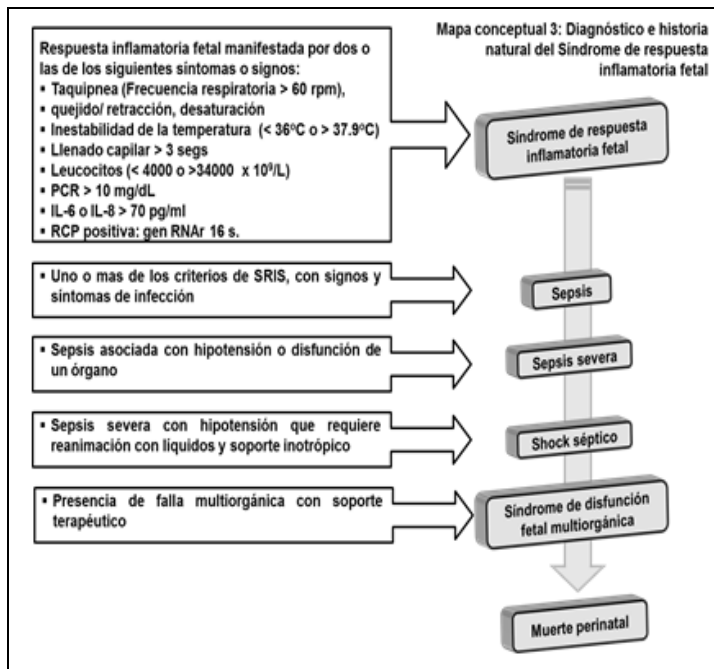 Mapa conceptual 3: Diagnóstico e historia
natural del Síndrome de respuesta
inflamatoria fetal
Respuesta inflamatoria fetal manifestada por dos o
las de los siguientes síntomas o signos:
▪ Taquipnea (Frecuencia respiratoria > 60 rpm),
▪ quejido/ retracción, desaturación
▪ Inestabilidad de la temperatura (< 36ºC o > 37.9ºC)
▪ Llenado capilar > 3 segs
▪ Leucocitos (< 4000 o >34000 x 10⁹/L)
▪ PCR > 10 mg/dL
▪ IL-6 o IL-8 > 70 pg/ml
▪ RCP positiva: gen RNAr 16 s.
Síndrome de respuesta
inflamatoria fetal
▪ Uno o mas de los criterios de SRIS, con signos y
síntomas de infección
Sepsis
▪ Sepsis asociada con hipotensión o disfunción de
un órgano
Sepsis severa
▪ Sepsis severa con hipotensión que requiere
reanimación con líquidos y soporte inotrópico
Shock séptico
▪ Presencia de falla multiorgánica con soporte
terapéutico
Síndrome de disfunción
fetal multiorgánica
Muerte perinatal